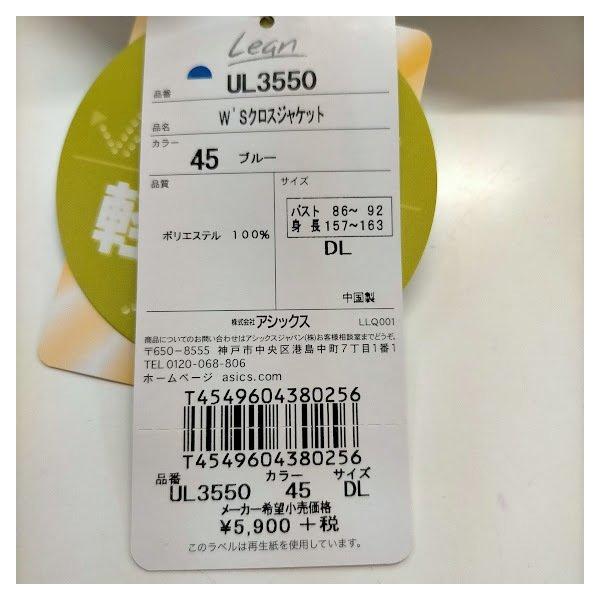 Lean
品番 UL3550
品名 W'Sクロスジャケット
カラー 45 ブルー
品質
ポリエステル 100%
サイズ
バスト 86～ 92
身 長 157～163
DL
中国製
株式会社 アシックス LLQ001
商品についてのお問い合わせはアシックスジャパン(株)お客様相談室までどうぞ。
〒650-8555 神戸市中央区港島中町7丁目1番1
TEL 0120-068-806
ホームページ asics.com
T4549604380256
T4549604380256
品番 カラー サイズ
UL3550 45 DL
メーカー希望小売価格
¥5,900 +税
このラベルは再生紙を使用しています。
軽